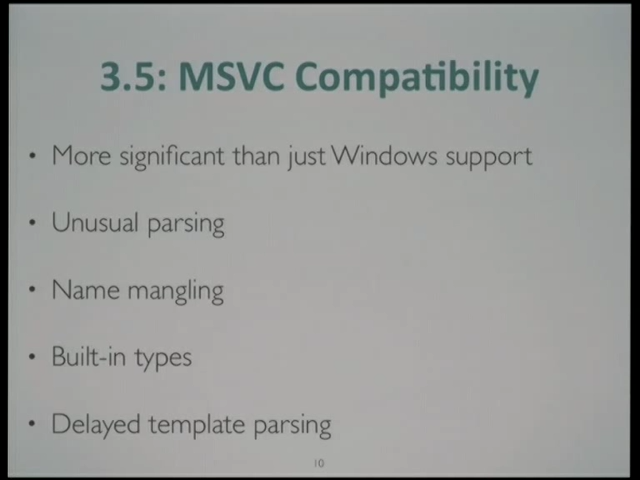 3.5: MSVC Compatibility
• More significant than just Windows support
• Unusual parsing
• Name mangling
• Built-in types
• Delayed template parsing
10